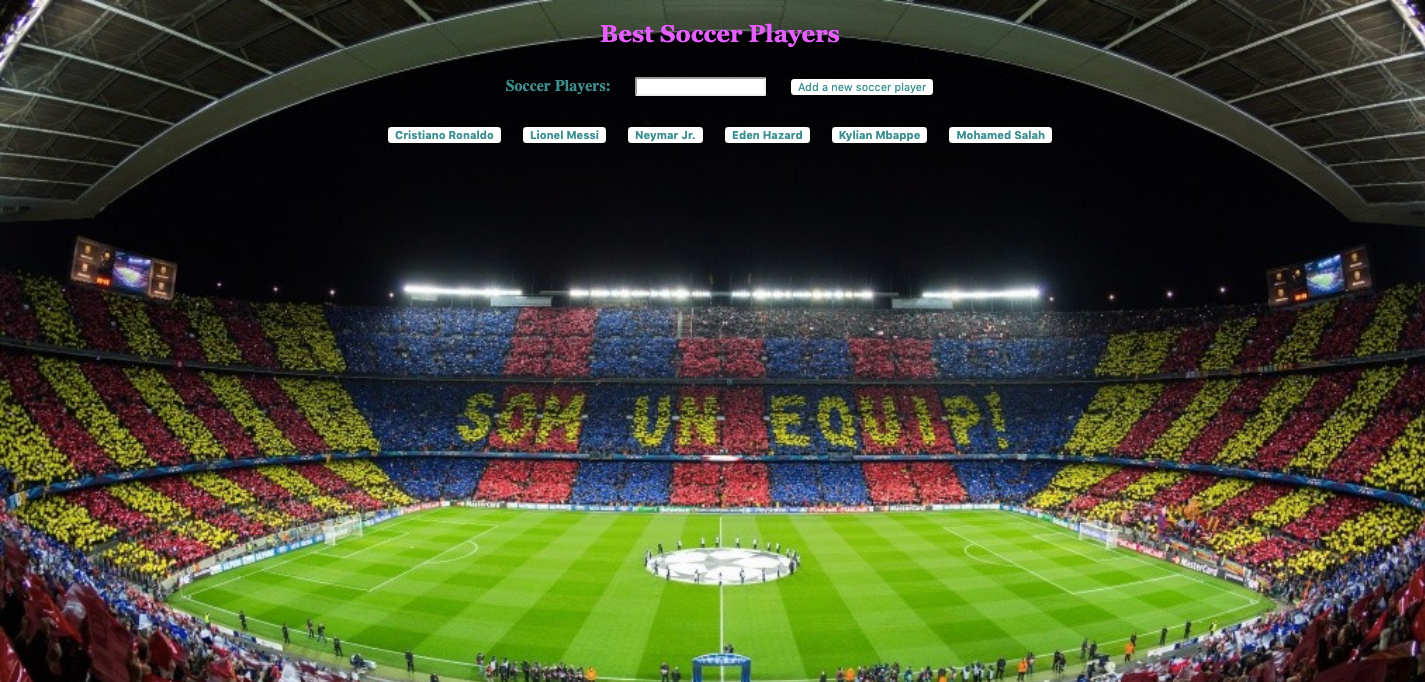 Best Soccer Players
Soccer Players: Add a new soccer player
Cristiano Ronaldo Lionel Messi Neymar Jr. Eden Hazard Kylian Mbappe Mohamed Salah
SOM UN EQUIP!
MasterCard